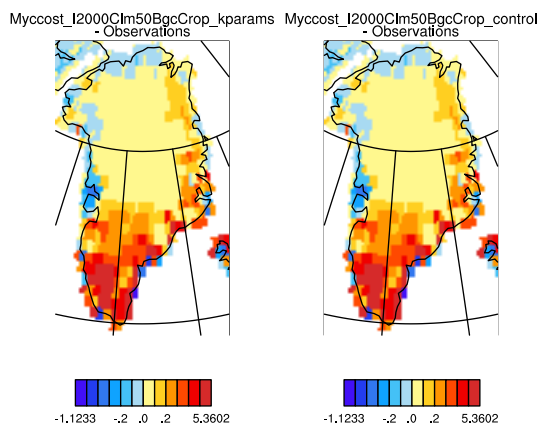 Myccost_I2000Clm50BgcCrop_kparams
- Observations
Myccost_I2000Clm50BgcCrop_control
- Observations
-1.1233 -.2 .0 .2 5.3602
-1.1233 -.2 .0 .2 5.3602